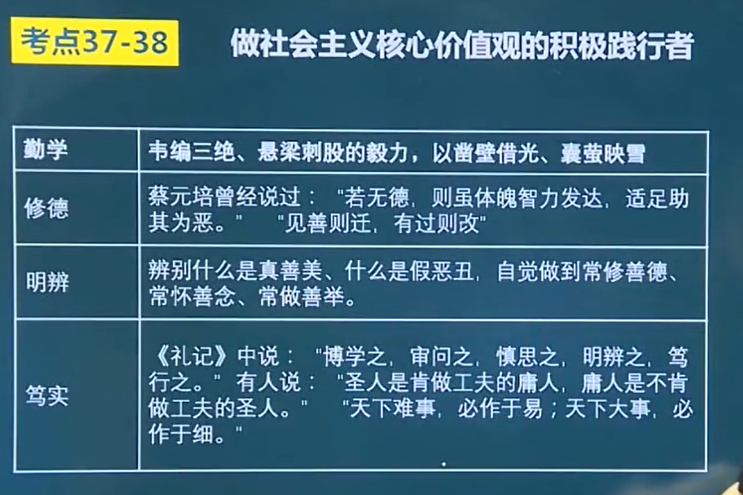 考点37-38
做社会主义核心价值观的积极践行者
勤学
韦编三绝、悬梁刺股的毅力，以凿壁借光、囊萤映雪
修德
蔡元培曾经说过："若无德，则虽体魄智力发达，适足助
其为恶。" "见善则迁，有过则改"
明辨
辨别什么是真善美、什么是假恶丑，自觉做到常修善德、
常怀善念、常做善举。
笃实
《礼记》中说："博学之，审问之，慎思之，明辨之，笃
行之。" 有人说："圣人是肯做工夫的庸人，庸人是不肯
做工夫的圣人。" "天下难事，必作于易；天下大事，必
作于细。"